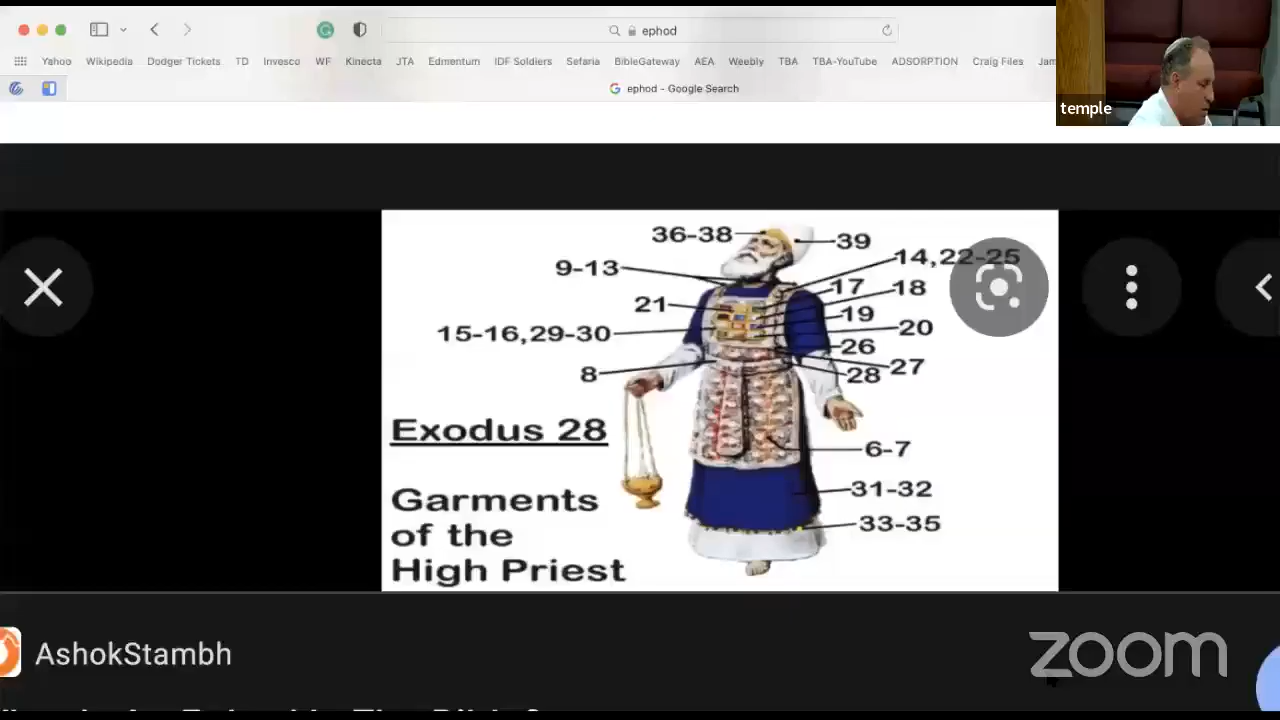 ephod
Yahoo Wikipedia Dodger Tickets TD Invesco WF Kinecta JTA Edmentum IDF Soldiers Sefaria BibleGateway AEA Weebly TBA TBA-YouTube ADSORPTION Craig Files Jam
ephod - Google Search
temple
36-38
39
9-13
14,22-25
17
18
21
19
15-16,29-30
20
26
27
8
28
Exodus 28
6-7
31-32
Garments
33-35
of the
High Priest
AshokStambh
zoom